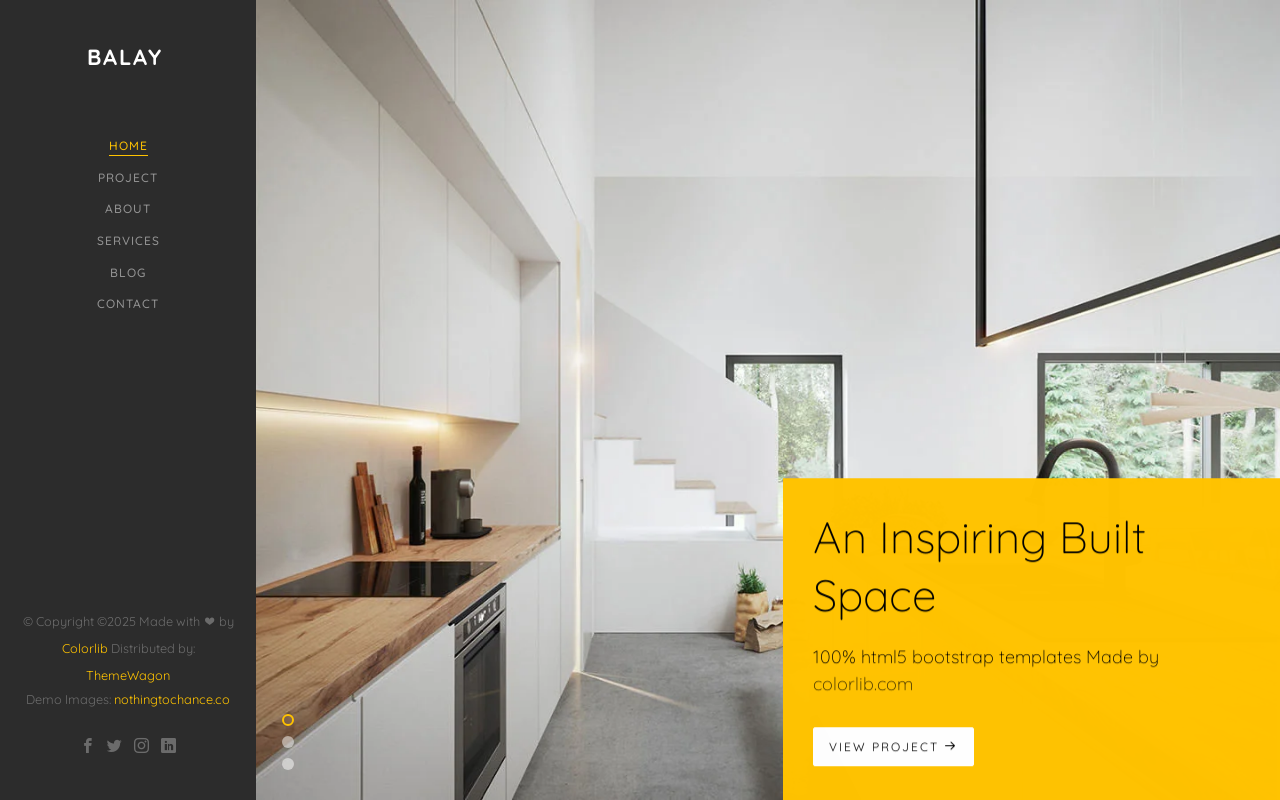 BALAY
HOME
PROJECT
ABOUT
SERVICES
BLOG
CONTACT
© Copyright ©2025 Made with ❤ by
Colorlib Distributed by:
ThemeWagon
Demo Images: nothingtochance.co
An Inspiring Built
Space
100% html5 bootstrap templates Made by
colorlib.com
VIEW PROJECT →